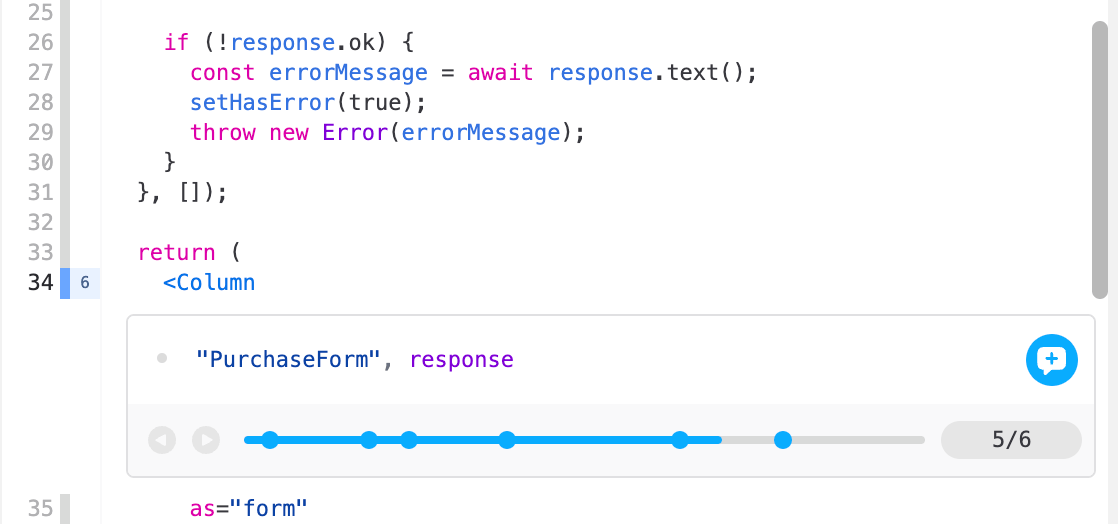 25
26 if (!response.ok) {
27 const errorMessage = await response.text();
28 setHasError(true);
29 throw new Error(errorMessage);
30 }
31 }, []);
32
33 return (
34 6 <Column
"PurchaseForm", response
5/6
35 as="form"